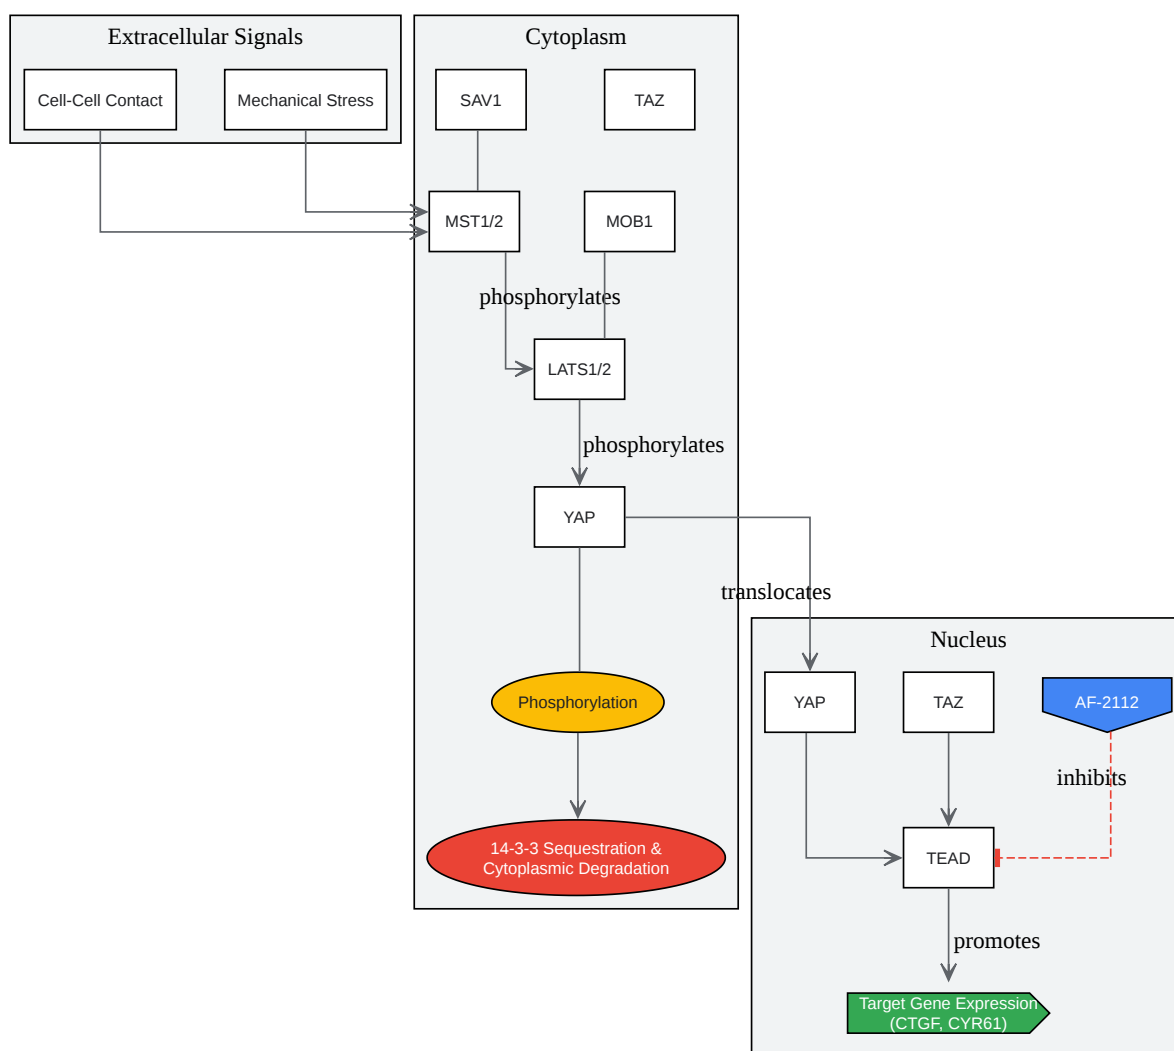 Extracellular Signals
Cytoplasm
Cell-Cell Contact
Mechanical Stress
SAV1
TAZ
MST1/2
MOB1
phosphorylates
LATS1/2
phosphorylates
YAP
translocates
Nucleus
Phosphorylation
YAP
TAZ
AF-2112
inhibits
14-3-3 Sequestration &
Cytoplasmic Degradation
TEAD
promotes
Target Gene Expression
(CTGF, CYR61)